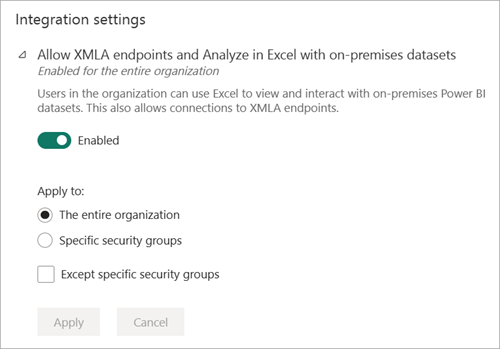 Integration settings
Allow XMLA endpoints and Analyze in Excel with on-premises datasets
Enabled for the entire organization
Users in the organization can use Excel to view and interact with on-premises Power BI
datasets. This also allows connections to XMLA endpoints.
Enabled
Apply to:
The entire organization
Specific security groups
Except specific security groups
Apply Cancel